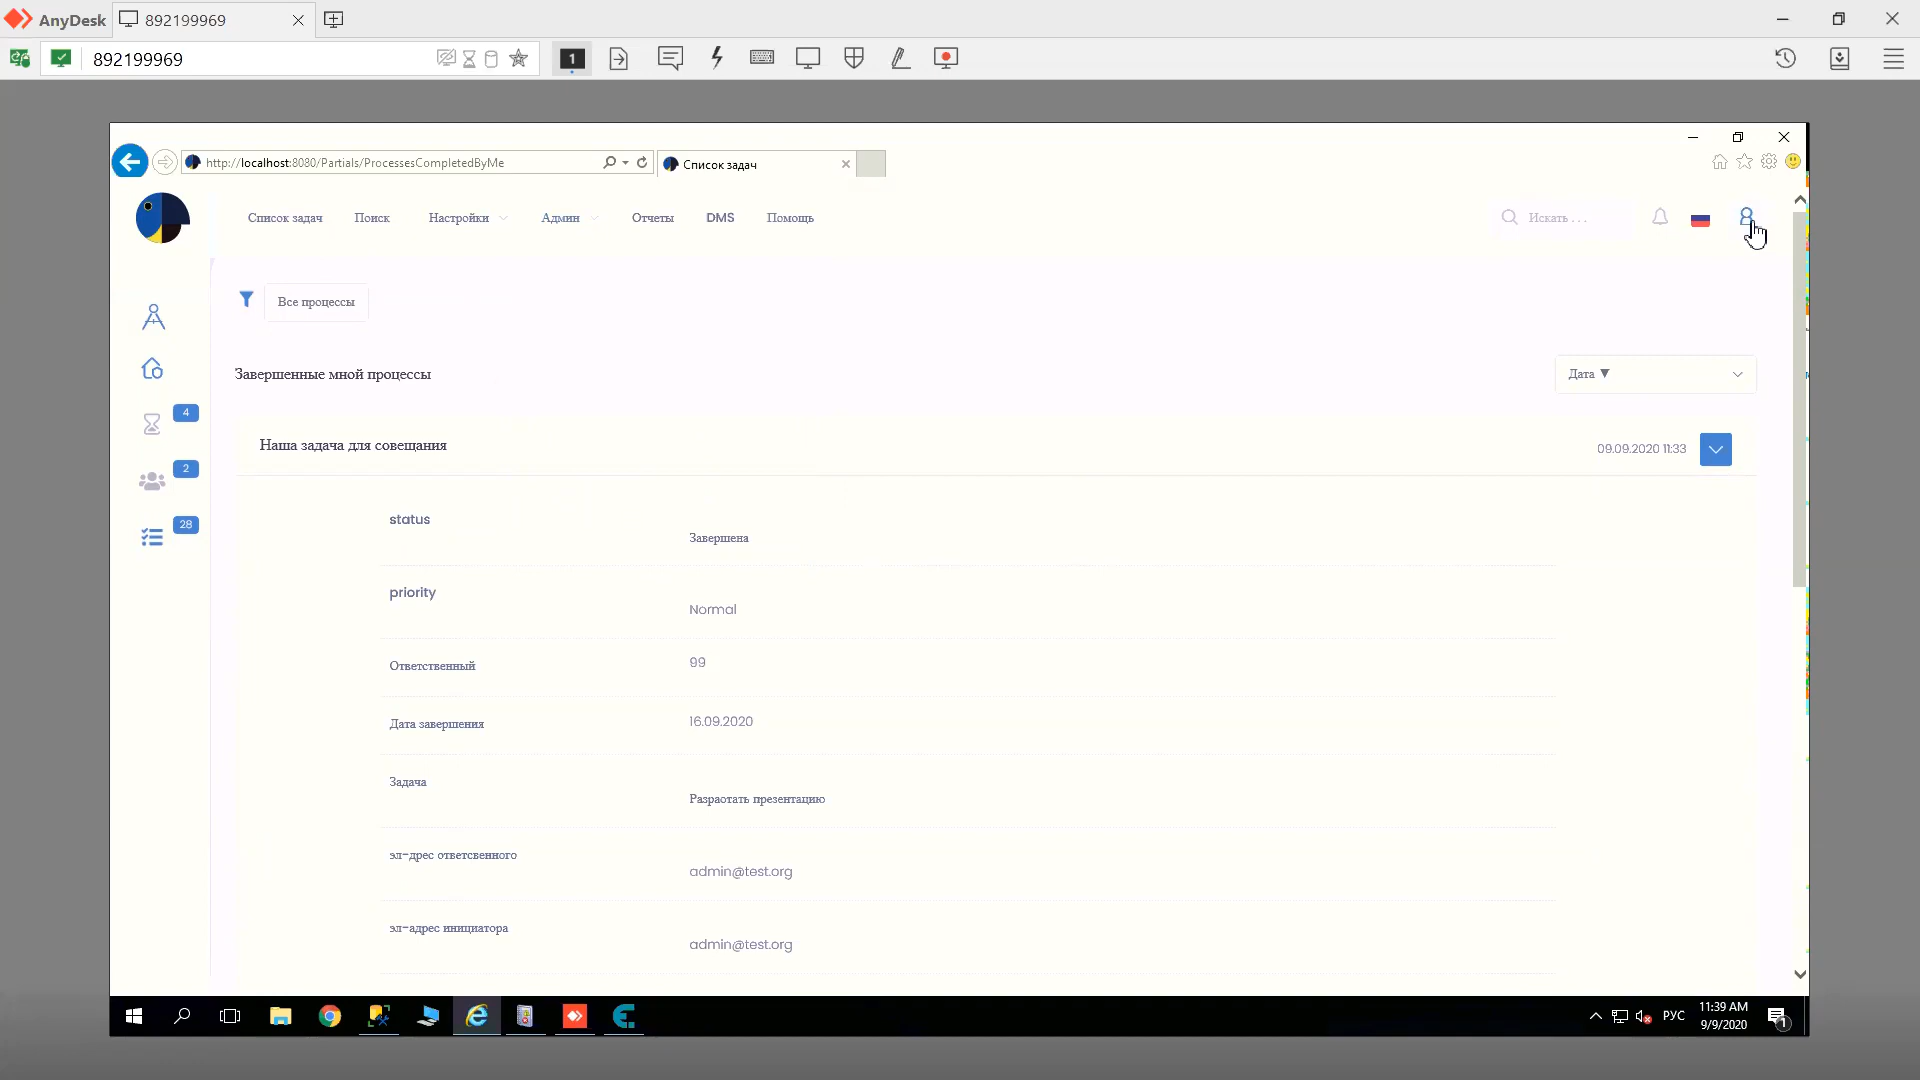 AnyDesk
892199969
892199969
1
http://localhost:8080/Partials/ProcessesCompletedByMe
Список задач
Список задач
Поиск
Настройки
Админ
Отчеты
DMS
Помощь
Искать . . .
Все процессы
Завершенные мной процессы
Дата ▼
4
Наша задача для совещания
09.09.2020 11:33
2
28
status
Завершена
priority
Normal
Ответственный
99
Дата завершения
16.09.2020
Задача
Разраотать презентацию
эл-дрес ответсвенного
admin@test.org
эл-адрес инициатора
admin@test.org
РУС
11:39 AM
9/9/2020
1